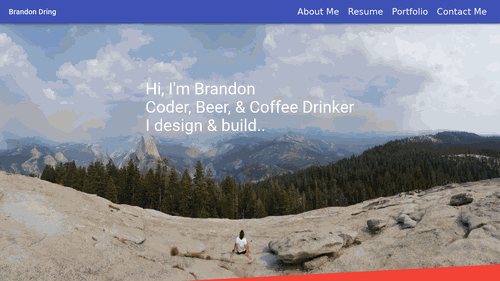 Brandon Dring
About Me Resume Portfolio Contact Me
Hi, I'm Brandon
Coder, Beer, & Coffee Drinker
I design & build..